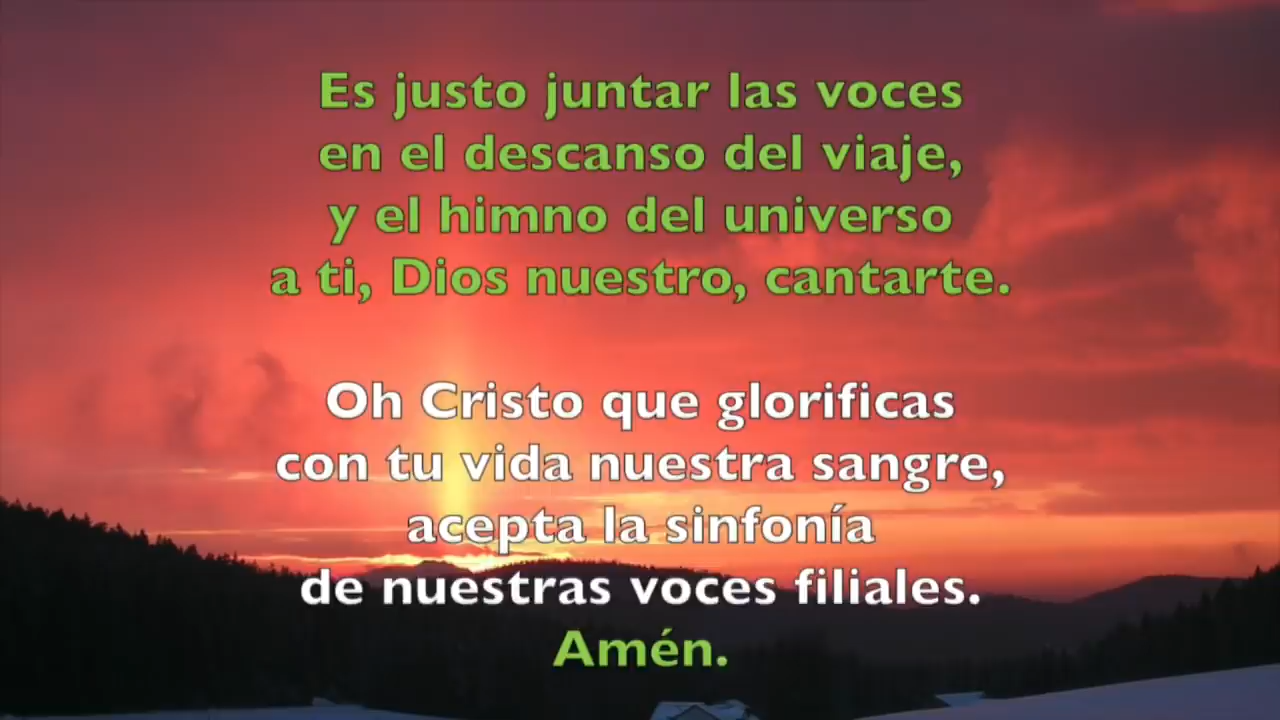 Es justo juntar las voces
en el descanso del viaje,
y el himno del universo
a ti, Dios nuestro, cantarte.
Oh Cristo que glorificas
con tu vida nuestra sangre,
acepta la sinfonía
de nuestras voces filiales.
Amén.